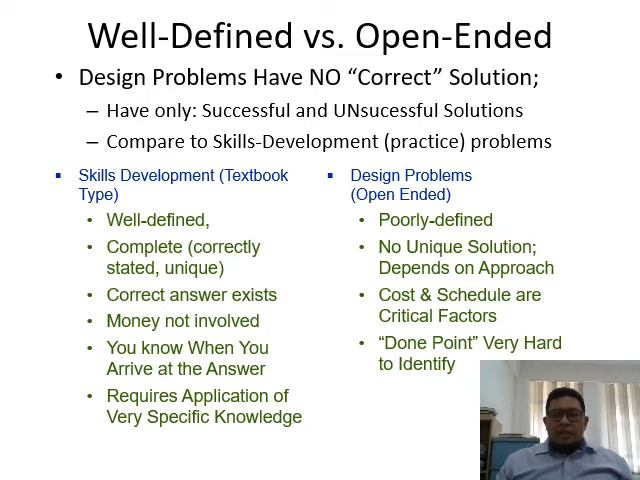 Well-Defined vs. Open-Ended
• Design Problems Have NO “Correct” Solution;
– Have only: Successful and UNsucessful Solutions
– Compare to Skills-Development (practice) problems
▪ Skills Development (Textbook
Type)
• Well-defined,
• Complete (correctly
stated, unique)
• Correct answer exists
• Money not involved
• You know When You
Arrive at the Answer
• Requires Application of
Very Specific Knowledge
▪ Design Problems
(Open Ended)
• Poorly-defined
• No Unique Solution;
Depends on Approach
• Cost & Schedule are
Critical Factors
• “Done Point” Very Hard
to Identify